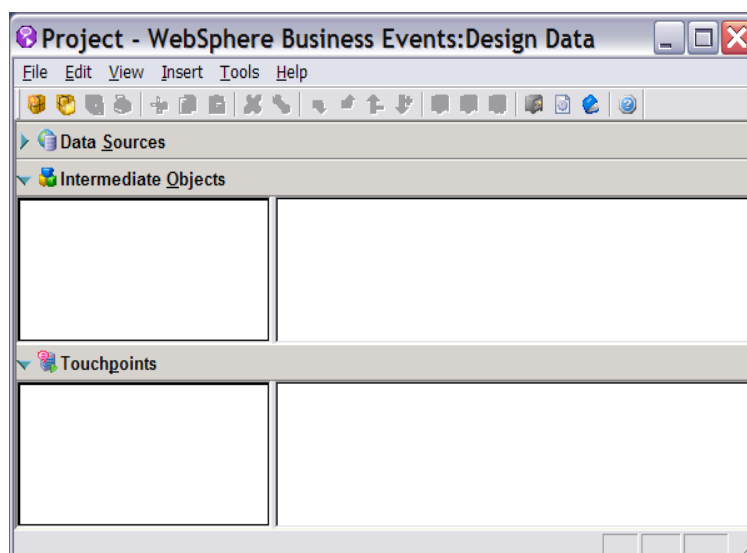 Project - WebSphere Business Events:Design Data
File Edit View Insert Tools Help
Data Sources
Intermediate Objects
Touchpoints